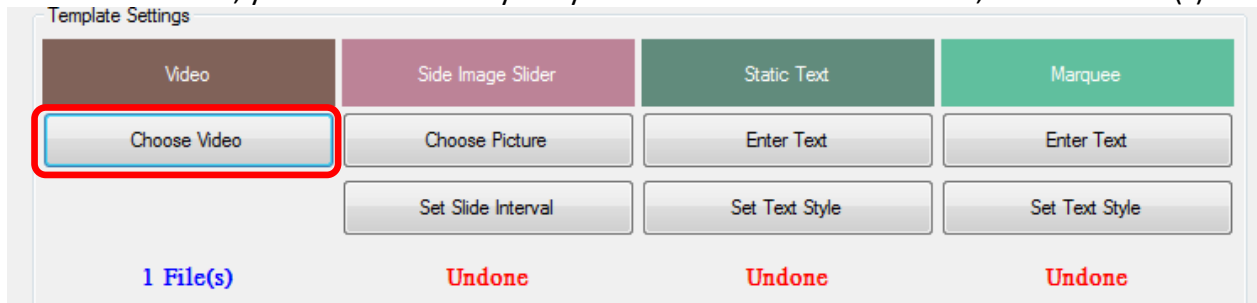 Template Settings
Video Side Image Slider Static Text Marquee
Choose Video Choose Picture Enter Text Enter Text
Set Slide Interval Set Text Style Set Text Style
1 File(s) Undone Undone Undone